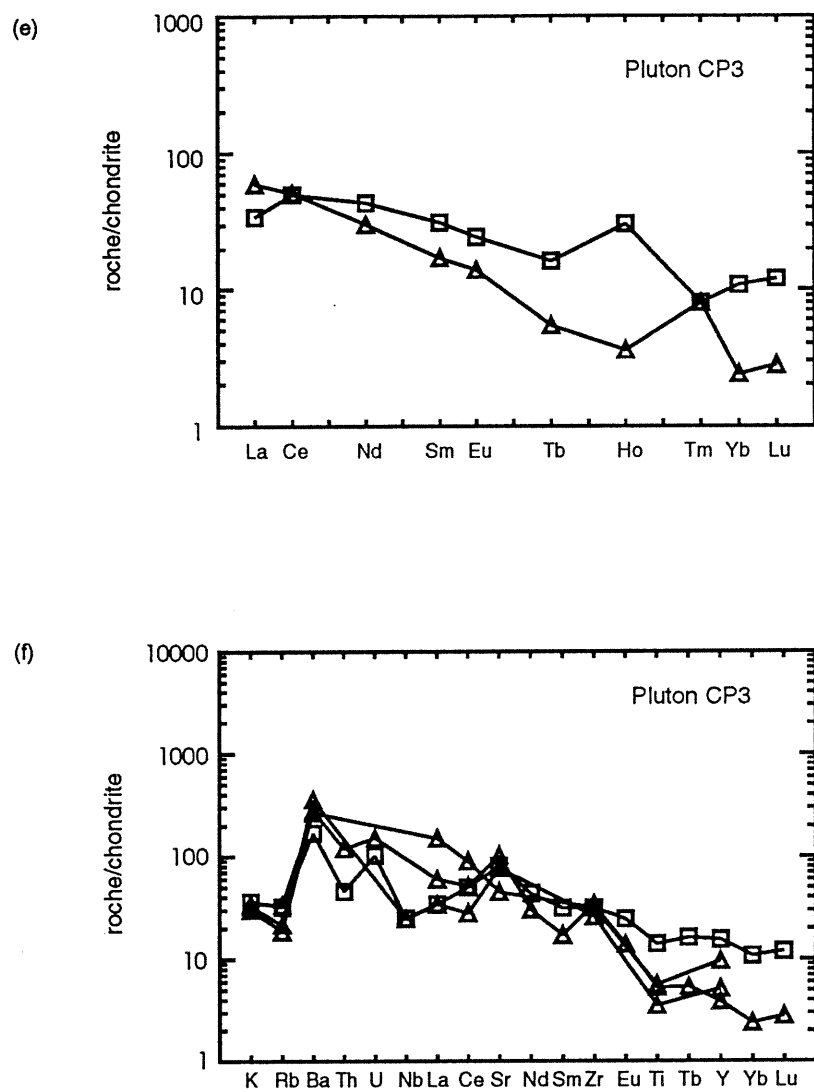 (e)
1000
Pluton CP3
100
roche/chondrite
10
1
La Ce Nd Sm Eu Tb Ho Tm Yb Lu
(f)
10000
Pluton CP3
1000
roche/chondrite
100
10
1
K Rb Ba Th U Nb La Ce Sr Nd Sm Zr Eu Ti Tb Y Yb Lu